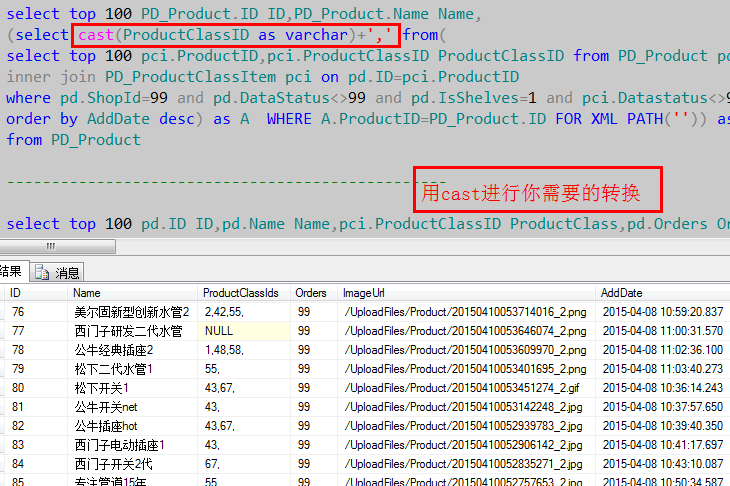 select top 100 PD_Product.ID ID,PD_Product.Name Name,
(select cast(ProductClassID as varchar)+',' from(
select top 100 pci.ProductID,pci.ProductClassID ProductClassID from PD_Product pd
inner join PD_ProductClassItem pci on pd.ID=pci.ProductID
where pd.ShopId=99 and pd.DataStatus<>99 and pd.IsShelves=1 and pci.Datastatus<>9
order by AddDate desc) as A WHERE A.ProductID=PD_Product.ID FOR XML PATH('')) as
from PD_Product
用cast进行你需要的转换
select top 100 pd.ID ID,pd.Name Name,pci.ProductClassID ProductClass,pd.Orders Or
结果 消息
ID Name ProductClassIds Orders ImageUrl AddDate
76 美尔固新型创新水管2 2,42,55, 99 /UploadFiles/Product/20150410053714016_2.png 2015-04-08 10:59:20.837
77 西门子研发二代水管 NULL 99 /UploadFiles/Product/20150410053646074_2.png 2015-04-08 11:00:31.570
78 公牛经典插座2 1,48,58, 99 /UploadFiles/Product/20150410053609970_2.png 2015-04-08 11:02:36.100
79 松下二代水管1 55, 99 /UploadFiles/Product/20150410053401695_2.png 2015-04-08 11:03:40.273
80 松下开关1 43,67, 99 /UploadFiles/Product/20150410053451274_2.gif 2015-04-08 10:36:14.243
81 公牛开关net 43, 99 /UploadFiles/Product/20150410053142248_2.jpg 2015-04-08 10:37:57.650
82 公牛插座hot 43,67, 99 /UploadFiles/Product/20150410052939783_2.jpg 2015-04-08 10:39:40.350
83 西门子电动插座1 43, 99 /UploadFiles/Product/20150410052906142_2.jpg 2015-04-08 10:41:17.697
84 西门子开关2代 67, 99 /UploadFiles/Product/20150410052835271_2.jpg 2015-04-08 10:43:10.087
85 专注管道15年 55 99 /UploadFiles/Product/20150410052757653_2.jpg 2015-04-08 10:50:34.587